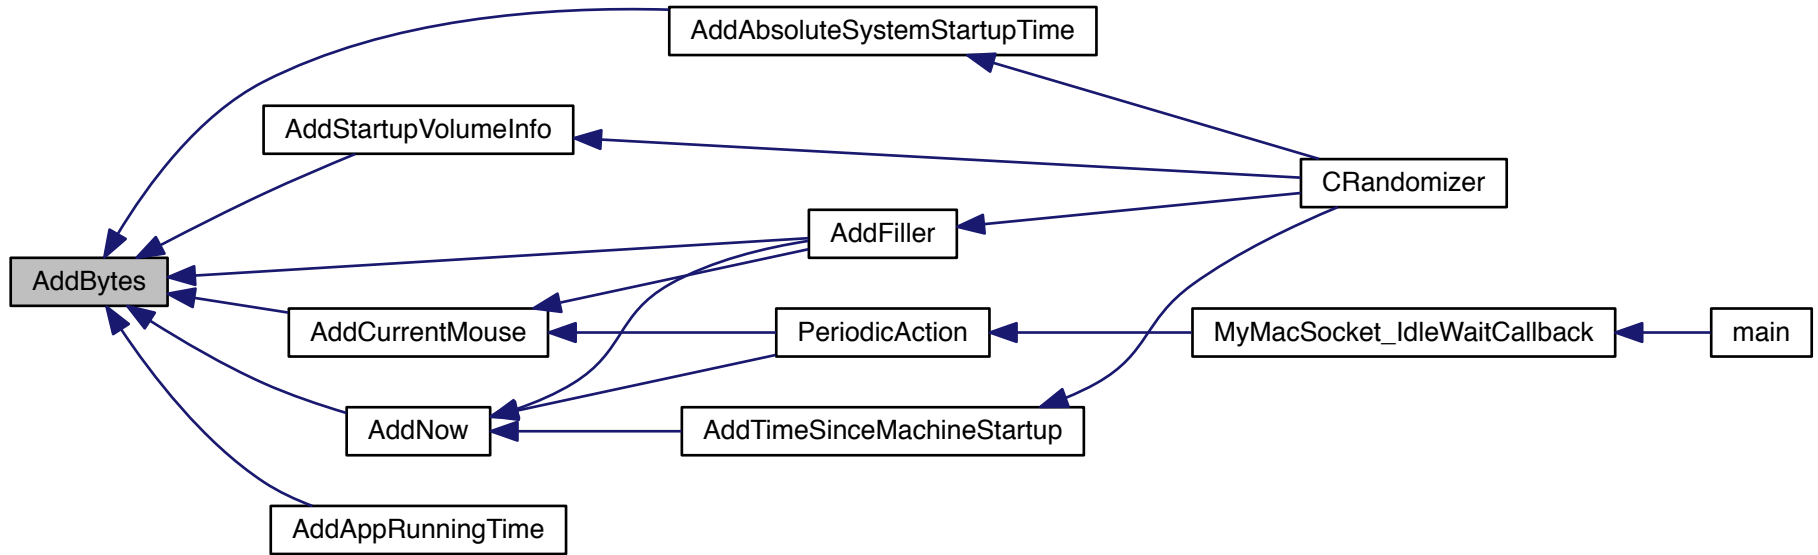 AddAbsoluteSystemStartupTime
AddStartupVolumeInfo
CRandomizer
AddFiller
AddBytes
AddCurrentMouse
PeriodicAction
MyMacSocket_IdleWaitCallback
main
AddNow
AddTimeSinceMachineStartup
AddAppRunningTime